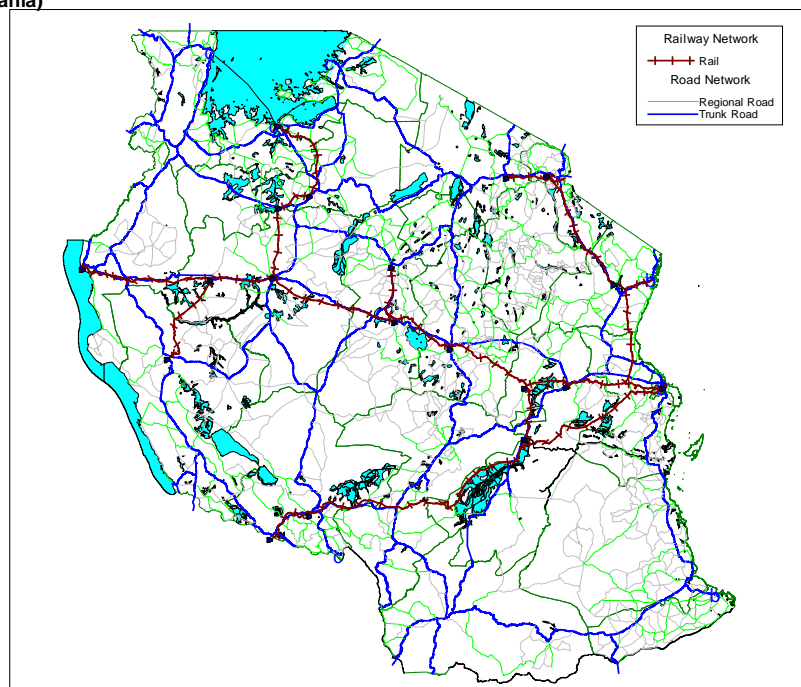 ania)
Railway Network
Rail
Road Network
Regional Road
Trunk Road